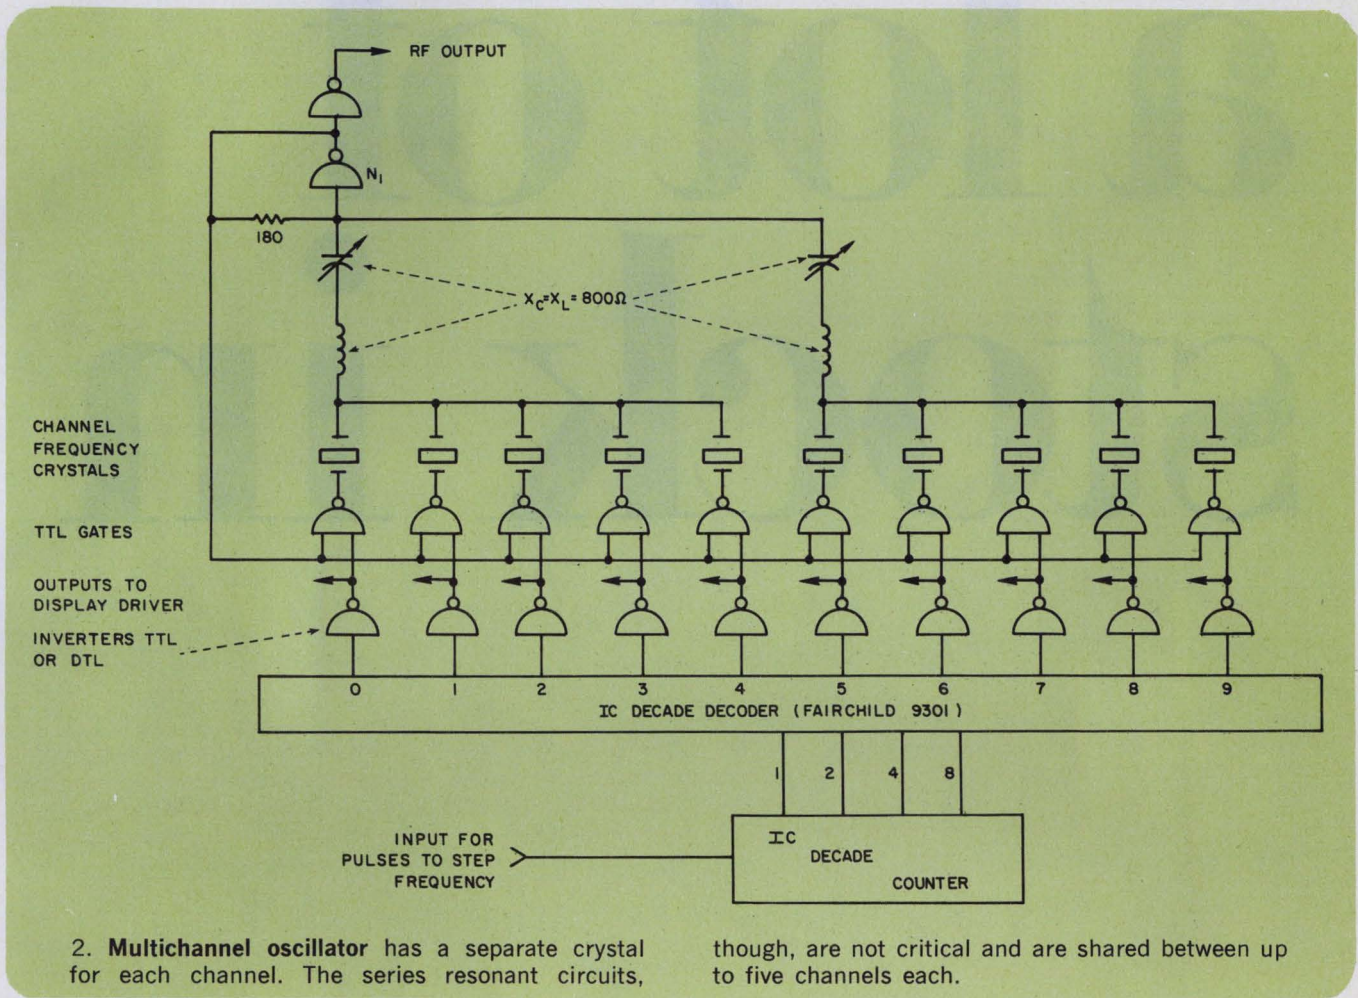 RF OUTPUT
N1
180
XC=XL=800Ω
CHANNEL
FREQUENCY
CRYSTALS
TTL GATES
OUTPUTS TO
DISPLAY DRIVER
INVERTERS TTL
OR DTL
0 1 2 3 4 5 6 7 8 9
IC DECADE DECODER (FAIRCHILD 9301)
1 2 4 8
INPUT FOR
PULSES TO STEP
FREQUENCY
IC
DECADE
COUNTER
2. Multichannel oscillator has a separate crystal
for each channel. The series resonant circuits,
though, are not critical and are shared between up
to five channels each.